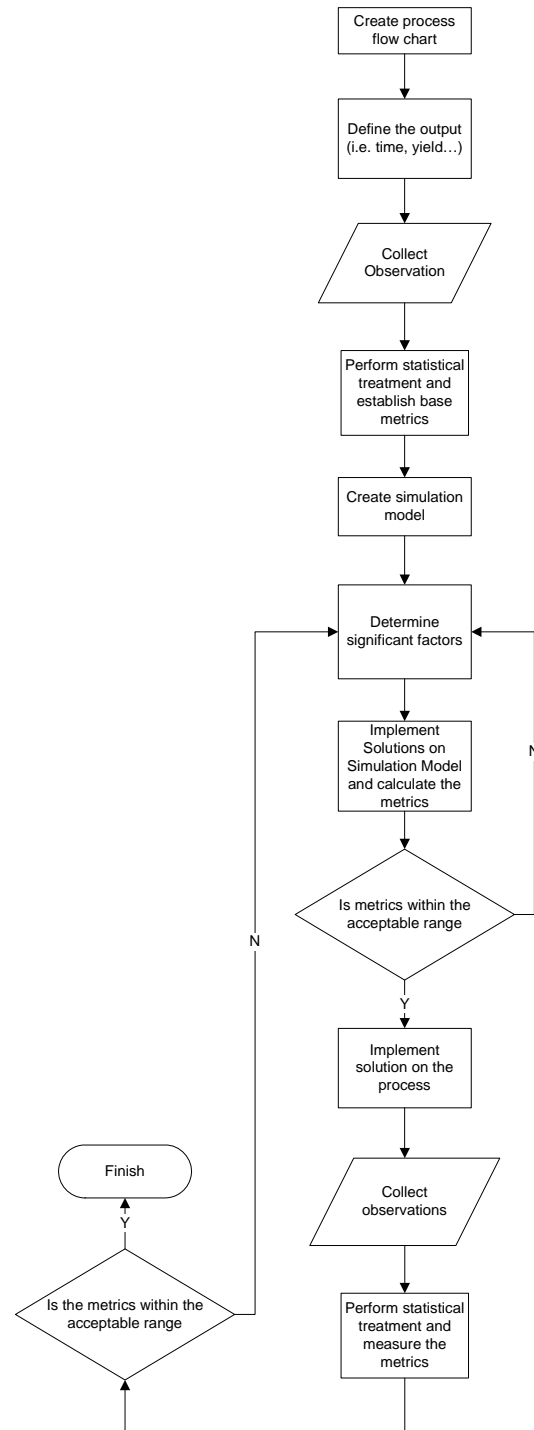 Create process
flow chart
Define the output
(i.e. time, yield…)
Collect
Observation
Perform statistical
treatment and
establish base
metrics
Create simulation
model
Determine
significant factors
Implement
Solutions on
Simulation Model
and calculate the
metrics
N
Is metrics within the
acceptable range
N
Y
Implement
solution on the
process
Finish
Collect
observations
Y
Is the metrics within the
acceptable range
Perform statistical
treatment and
measure the
metrics